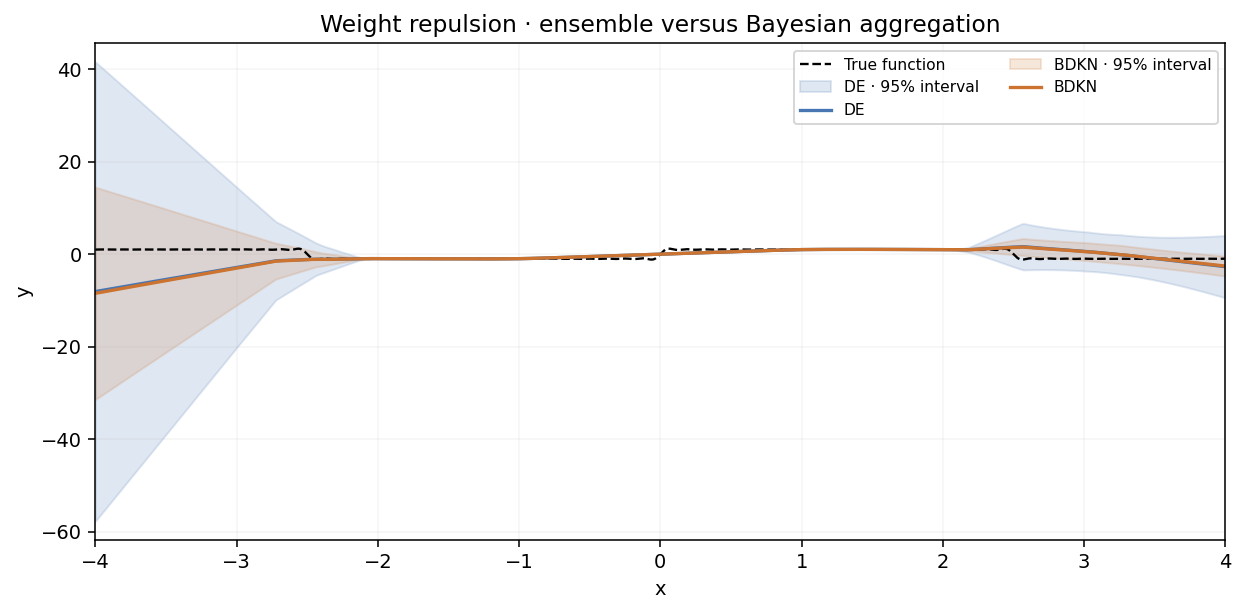 Weight repulsion · ensemble versus Bayesian aggregation
True function
DE · 95% interval
DE
BDKN · 95% interval
BDKN
y
40
20
0
−20
−40
−60
−4
−3
−2
−1
0
1
2
3
4
x